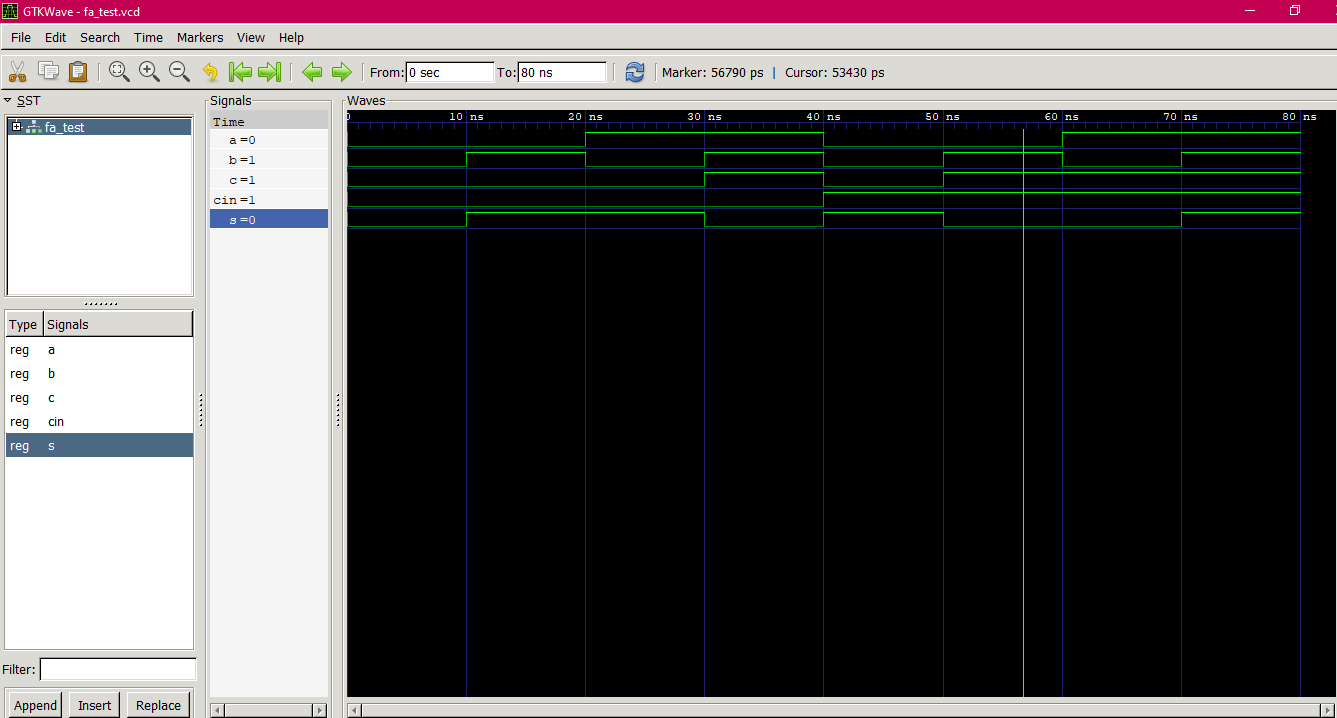 GTKWave - fa_test.vcd
File Edit Search Time Markers View Help
From: 0 sec To: 80 ns Marker: 56790 ps | Cursor: 53430 ps
SST
fa_test
Type Signals
reg a
reg b
reg c
reg cin
reg s
Filter:
Append Insert Replace
Signals
Time
a=0
b=1
c=1
cin=1
s=0
Waves
0 10 ns 20 ns 30 ns 40 ns 50 ns 60 ns 70 ns 80 ns